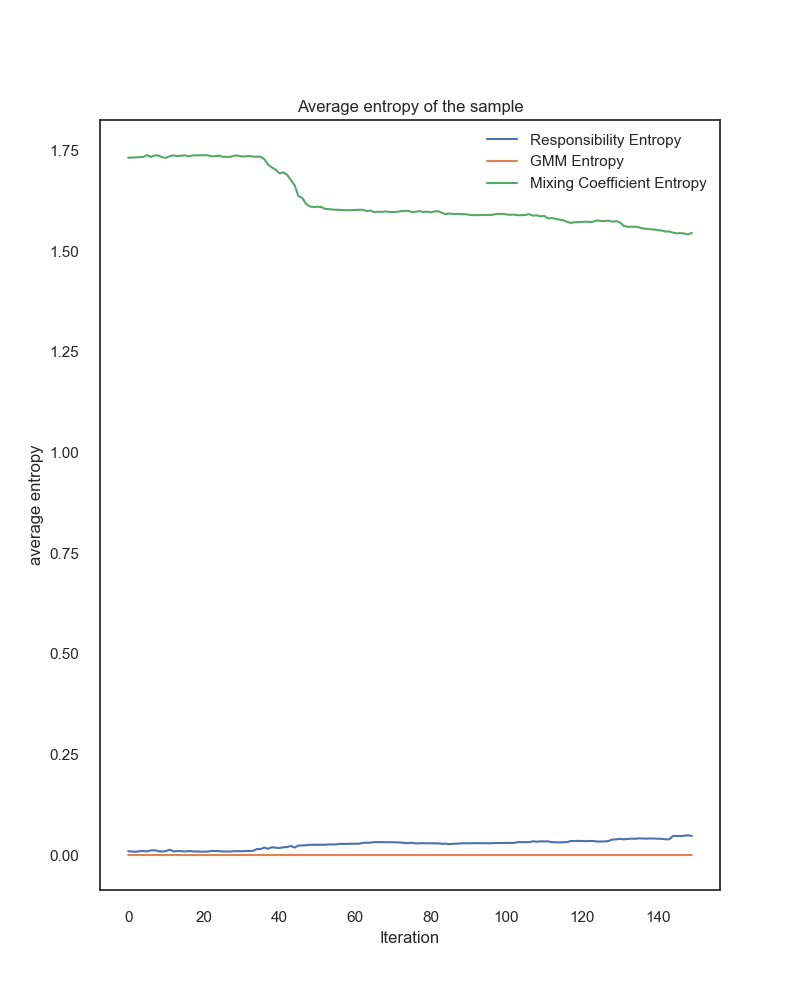 Average entropy of the sample
Responsibility Entropy
GMM Entropy
Mixing Coefficient Entropy
1.75
1.50
1.25
1.00
0.75
0.50
0.25
0.00
average entropy
0 20 40 60 80 100 120 140
Iteration